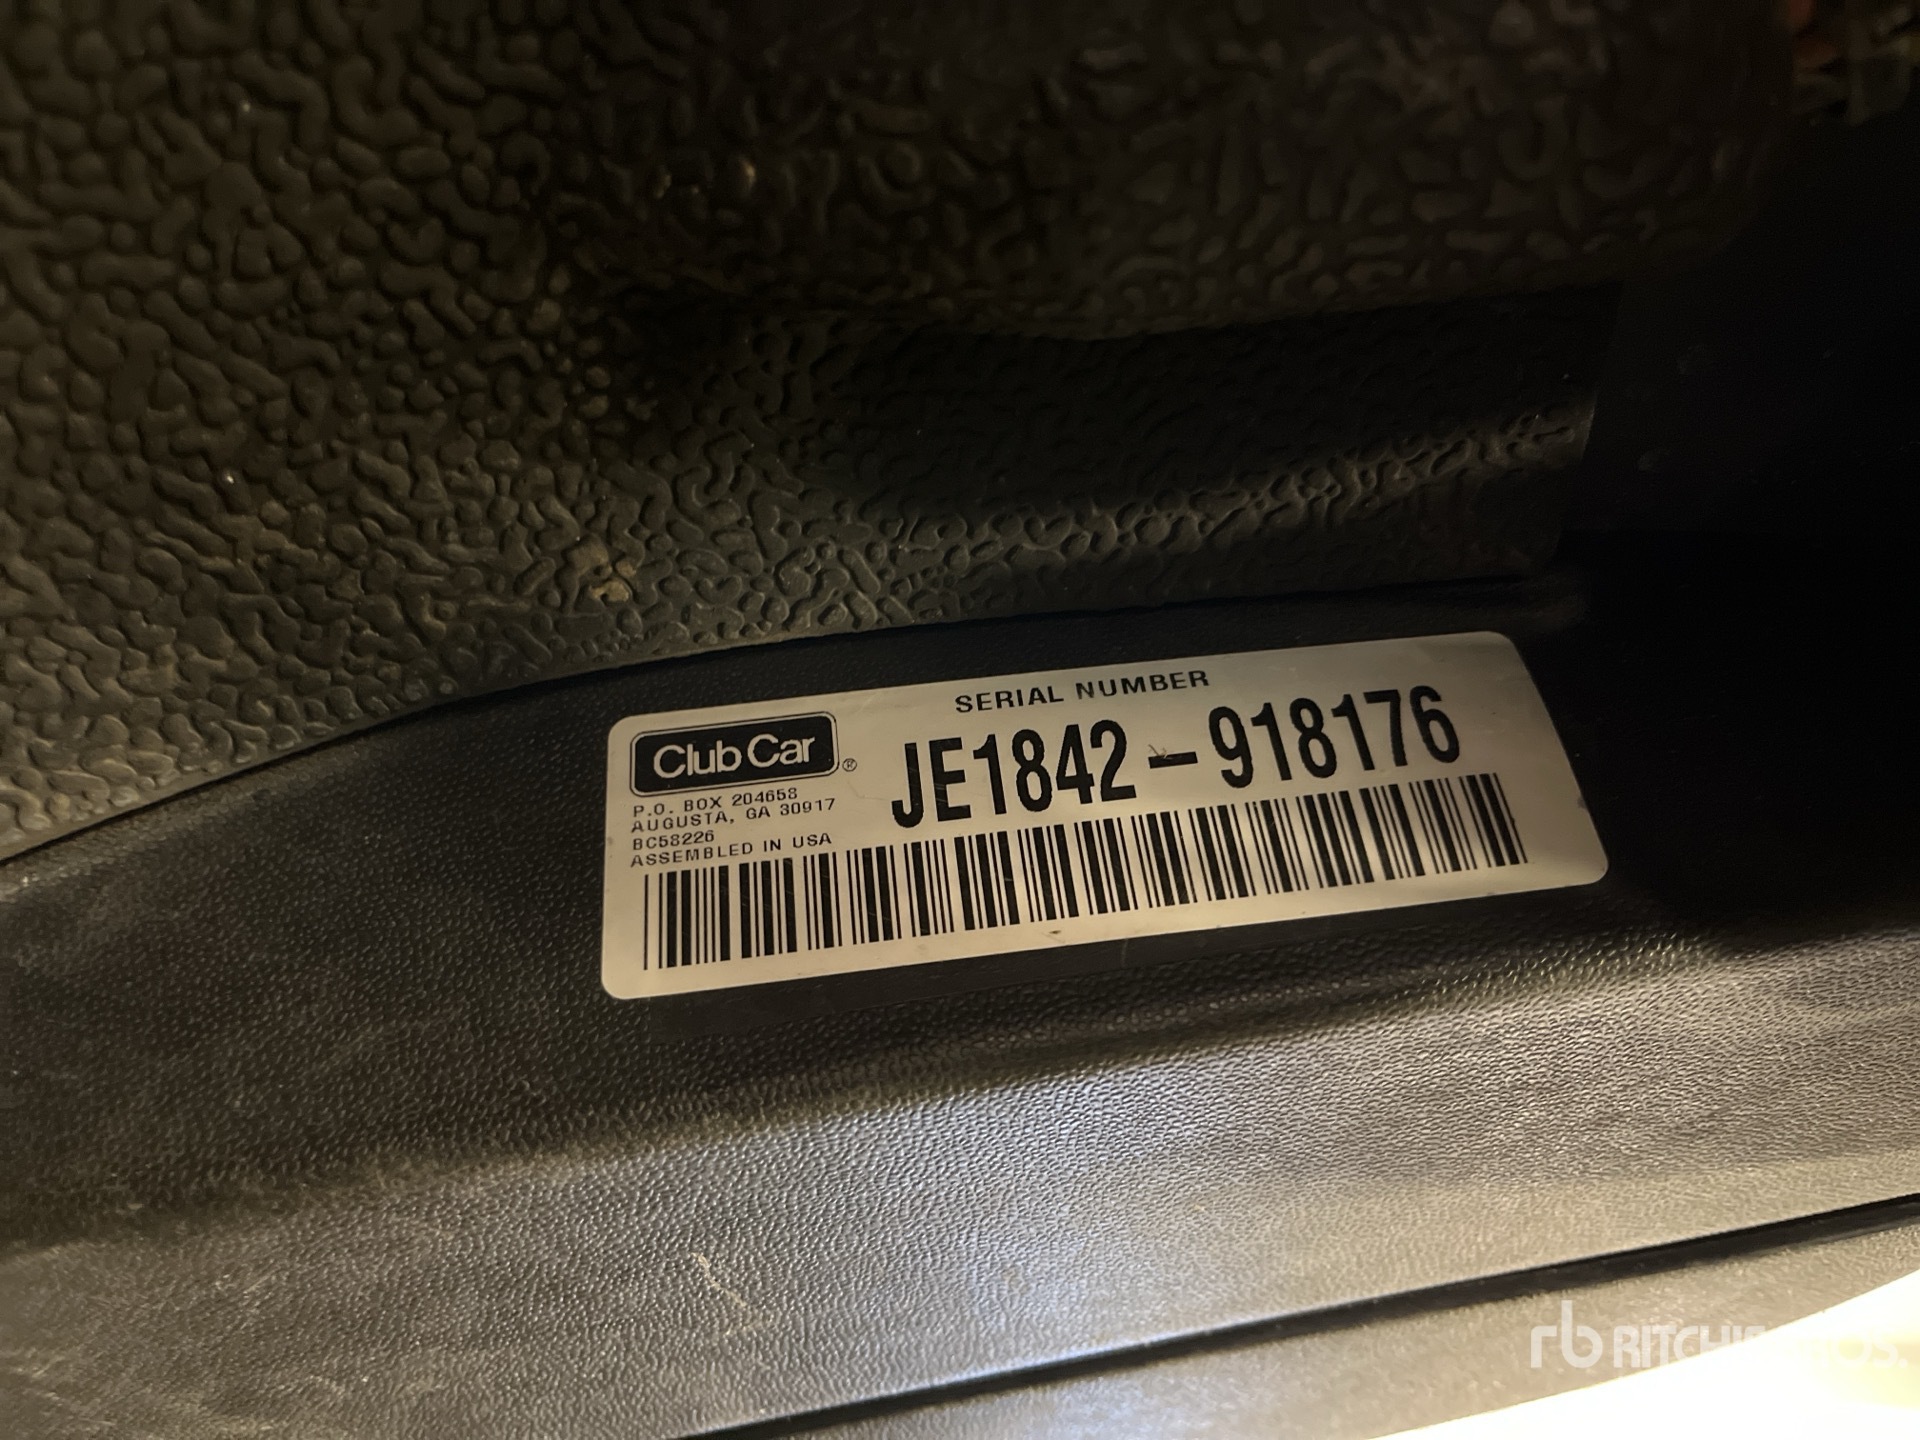 SERIAL NUMBER
Club Car®
JE1842-918176
P.O. BOX 204658
AUGUSTA, GA 30917
BC58226
ASSEMBLED IN USA
rb RITCHIE BROS.